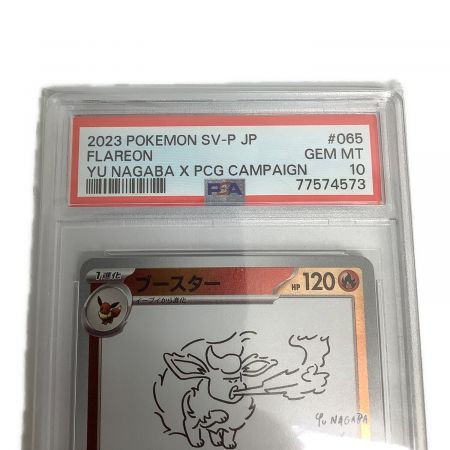 2023 POKEMON SV-P JP #065
FLAREON GEM MT
YU NAGABA X PCG CAMPAIGN 10
PSA 77574573
1進化 ブースター HP 120
イーブイから進化
YU NAGABA